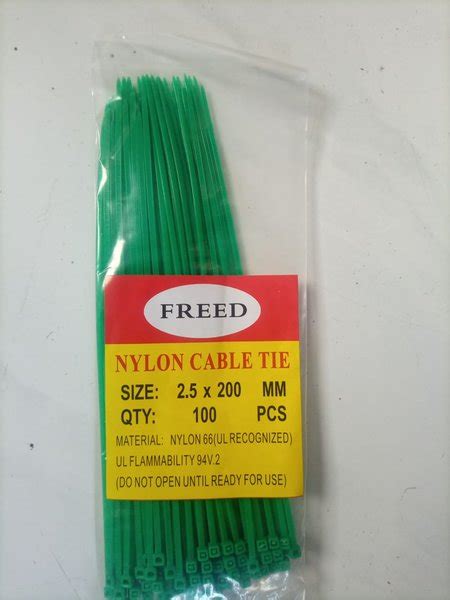 FREED
NYLON CABLE TIE
SIZE: 2.5 x 200 MM
QTY: 100 PCS
MATERIAL: NYLON 66(UL RECOGNIZED)
UL FLAMMABILITY 94V.2
(DO NOT OPEN UNTIL READY FOR USE)